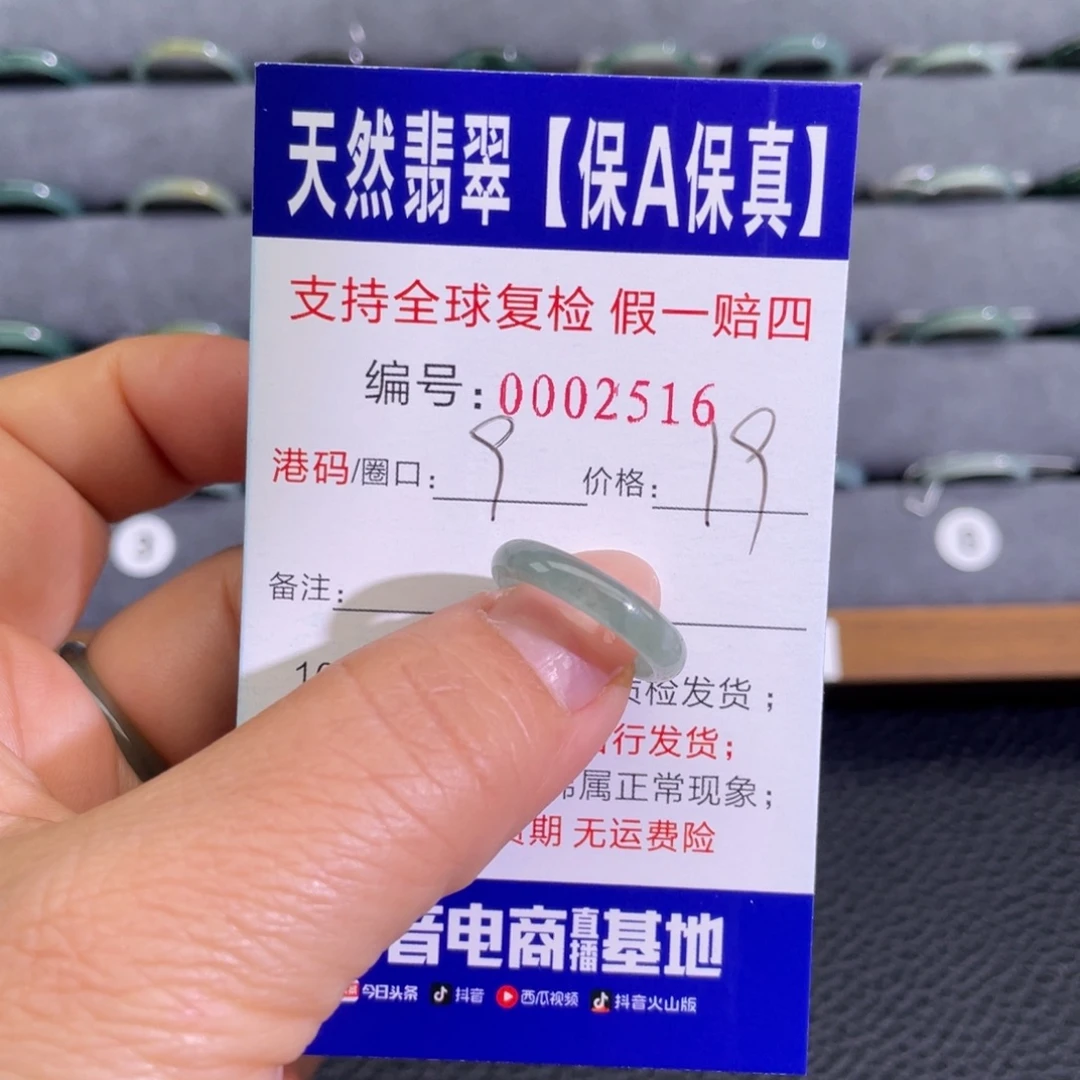 天然翡翠【保A保真】
支持全球复检 假一赔四
编号:0002516
港码/圈口: 9 价格: 19
备注:
检发货;
行发货;
属正常现象;
期 无运费险
音电商直播基地
今日头条 抖音 西瓜视频 抖音火山版